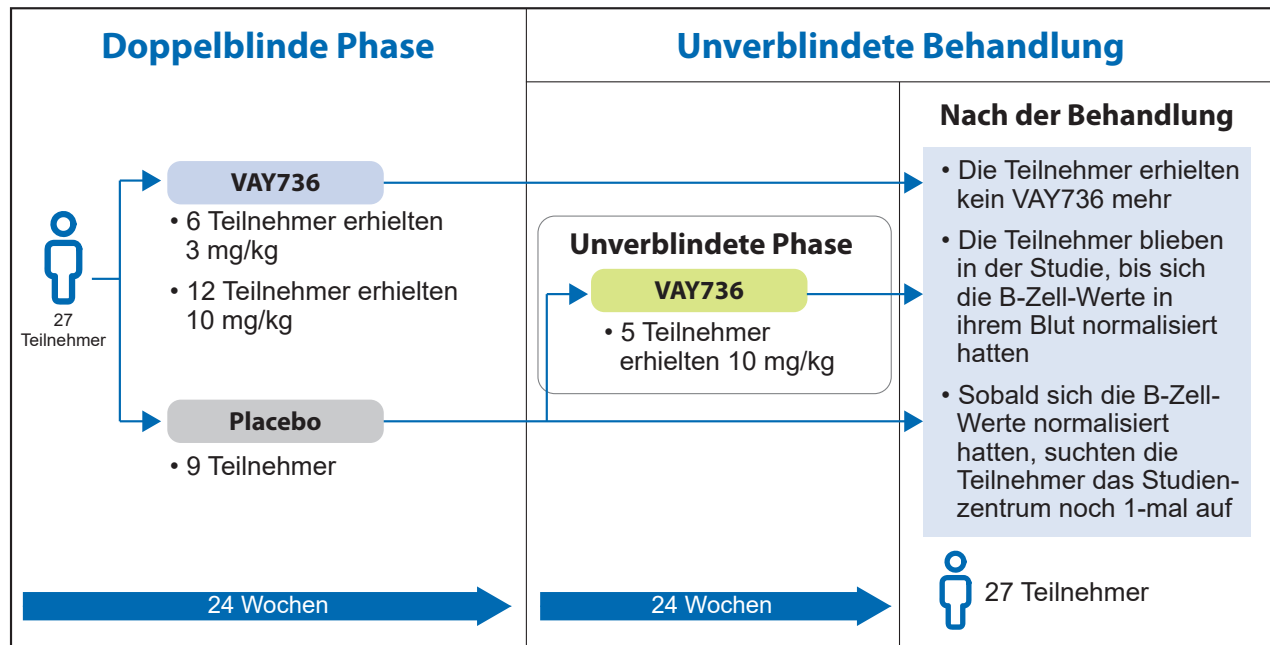 Doppelblinde Phase
27
Teilnehmer
VAY736
• 6 Teilnehmer erhielten
3 mg/kg
• 12 Teilnehmer erhielten
10 mg/kg
Placebo
• 9 Teilnehmer
24 Wochen
Unverblindete Behandlung
Unverblindete Phase
VAY736
• 5 Teilnehmer
erhielten 10 mg/kg
24 Wochen
Nach der Behandlung
• Die Teilnehmer erhielten
kein VAY736 mehr
• Die Teilnehmer blieben
in der Studie, bis sich
die B-Zell-Werte in
ihrem Blut normalisiert
hatten
• Sobald sich die B-Zell-
Werte normalisiert
hatten, suchten die
Teilnehmer das Studien-
zentrum noch 1-mal auf
27 Teilnehmer